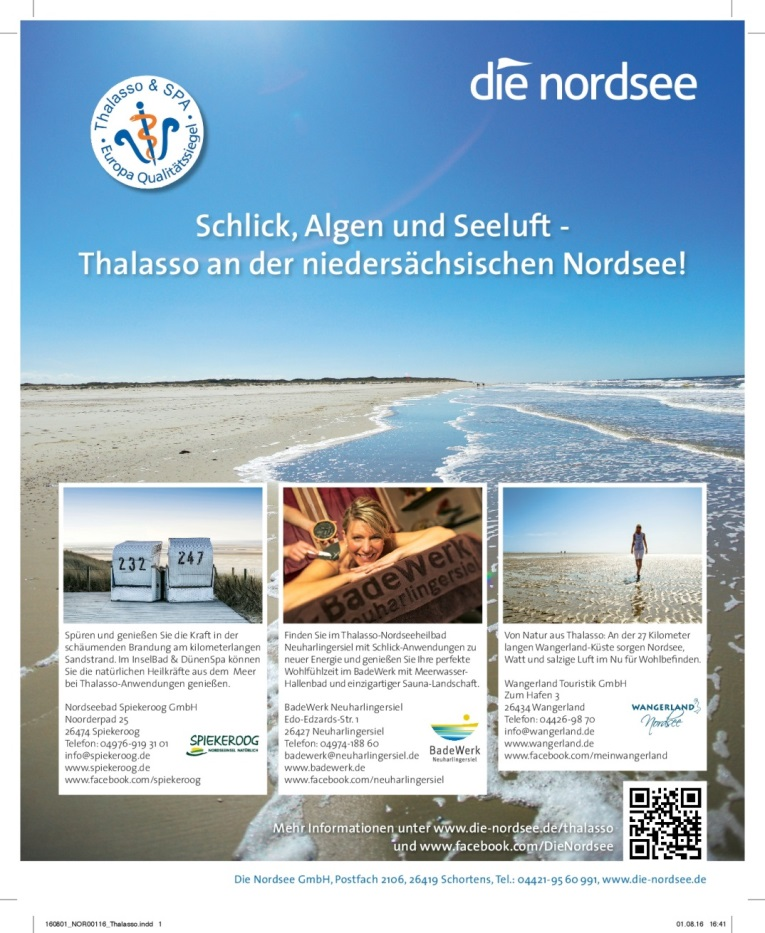 Thalasso & SPA
• Europa Qualitätssiegel •
die nordsee
Schlick, Algen und Seeluft -
Thalasso an der niedersächsischen Nordsee!
232
247
Spüren und genießen Sie die Kraft in der
schäumenden Brandung am kilometerlangen
Sandstrand. Im InselBad & DünenSpa können
Sie die natürlichen Heilkräfte aus dem Meer
bei Thalasso-Anwendungen genießen.
Nordseebad Spiekeroog GmbH
Noorderpad 25
26474 Spiekeroog
Telefon: 04976-919 31 01
info@spiekeroog.de
www.spiekeroog.de
www.facebook.com/spiekeroog
SPIEKEROOG
NORDSEEINSEL NATÜRLICH
BadeWerk
Neuharlingersiel
Finden Sie im Thalasso-Nordseeheilbad
Neuharlingersiel mit Schlick-Anwendungen zu
neuer Energie und genießen Sie Ihre perfekte
Wohlfühlzeit im BadeWerk mit Meerwasser-
Hallenbad und einzigartiger Sauna-Landschaft.
BadeWerk Neuharlingersiel
Edo-Edzards-Str. 1
26427 Neuharlingersiel
Telefon: 04974-188 60
badewerk@neuharlingersiel.de
www.badewerk.de
www.facebook.com/neuharlingersiel
BadeWerk
Neuharlingersiel
Von Natur aus Thalasso: An der 27 Kilometer
langen Wangerland-Küste sorgen Nordsee,
Watt und salzige Luft im Nu für Wohlbefinden.
Wangerland Touristik GmbH
Zum Hafen 3
26434 Wangerland
Telefon: 04426-98 70
info@wangerland.de
www.wangerland.de
www.facebook.com/meinwangerland
WANGERLAND
Nordsee
Mehr Informationen unter www.die-nordsee.de/thalasso
und www.facebook.com/DieNordsee
Die Nordsee GmbH, Postfach 2106, 26419 Schortens, Tel.: 04421-95 60 991, www.die-nordsee.de
160801_NOR00116_Thalasso.indd 1
01.08.16 16:41